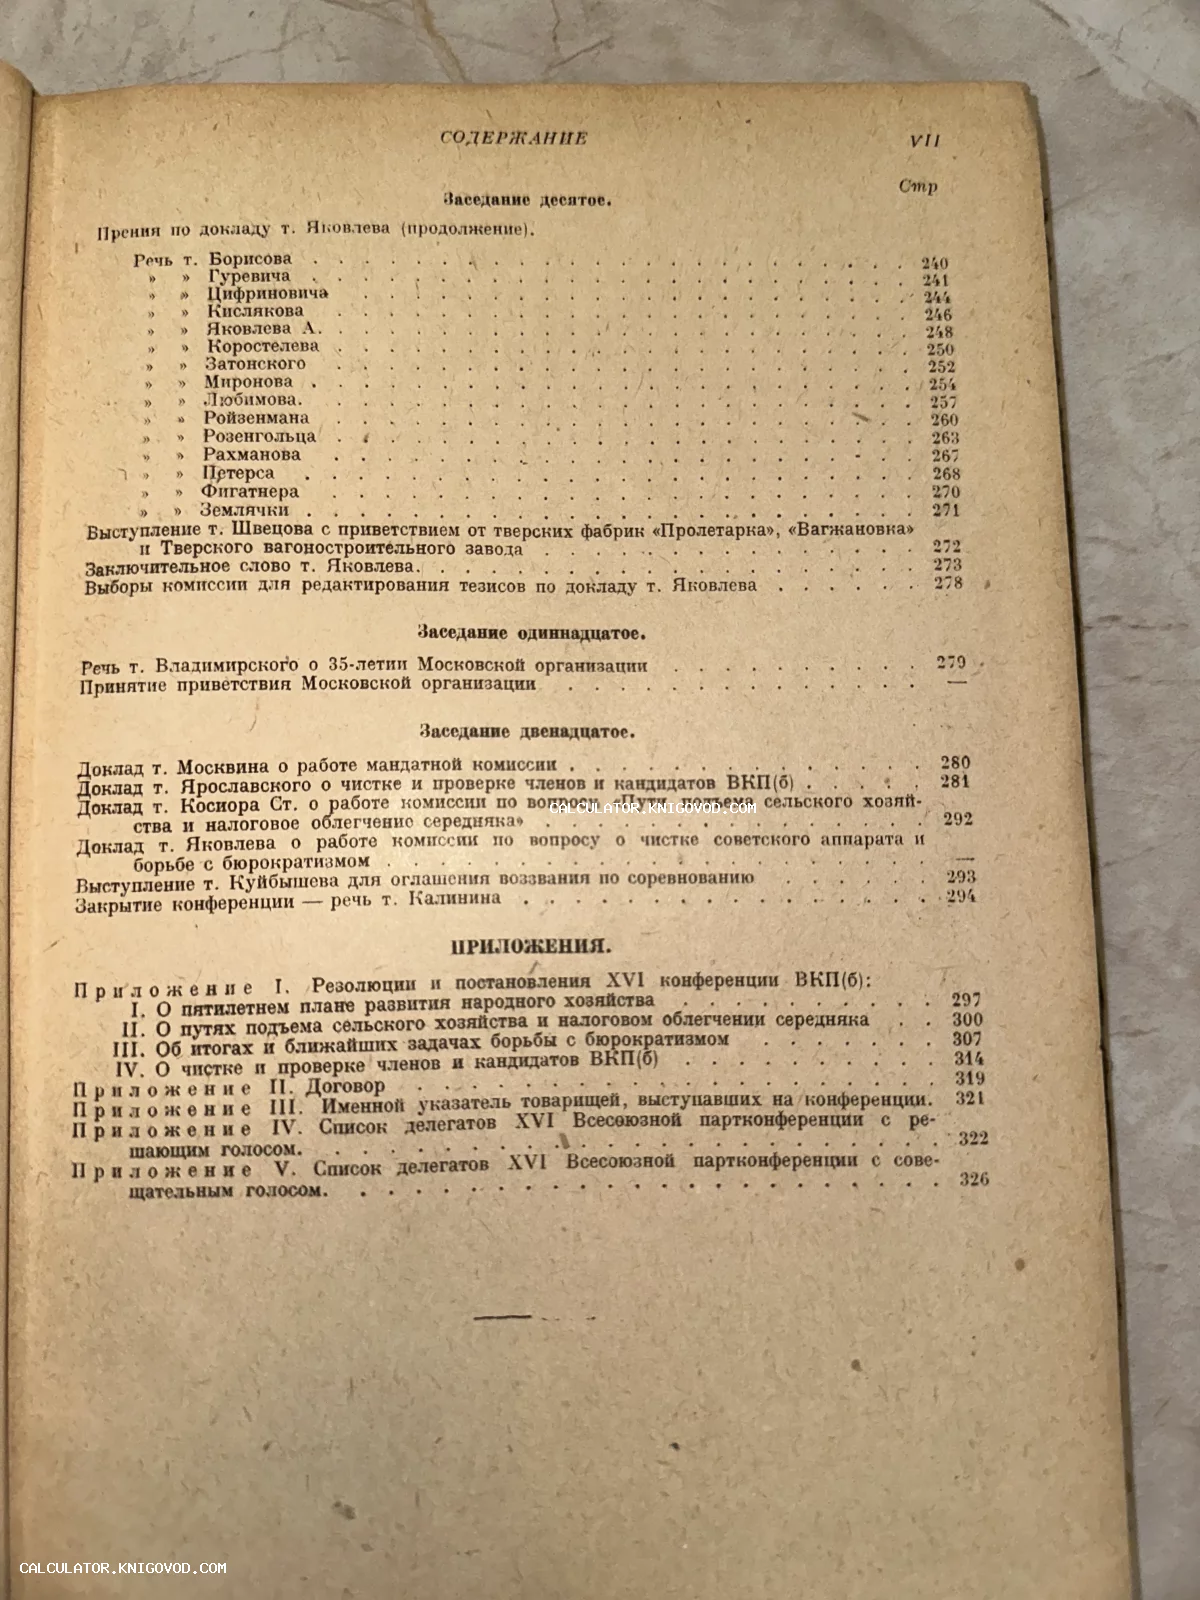 СОДЕРЖАНИЕ VII
Стр
Заседание десятое.
Прения по докладу т. Яковлева (продолжение).
Речь т. Борисова . . . . . . . . 240
» » Гуревича . . . . . . . . 241
» » Цифриновича . . . . . . . . 244
» » Кислякова . . . . . . . . 246
» » Яковлева А. . . . . . . . . 248
» » Коростелева . . . . . . . . 250
» » Затонского . . . . . . . . 252
» » Миронова . . . . . . . . 254
» » Любимова. . . . . . . . . 257
» » Ройзенмана . . . . . . . . 260
» » Розенгольца . . . . . . . . 263
» » Рахманова . . . . . . . . 267
» » Петерса . . . . . . . . 268
» » Фигатнера . . . . . . . . 270
» » Землячки . . . . . . . . 271
Выступление т. Швецова с приветствием от тверских фабрик «Пролетарка», «Вагжановка»
и Тверского вагоностроительного завода . . . . . . . . 272
Заключительное слово т. Яковлева. . . . . . . . . 273
Выборы комиссии для редактирования тезисов по докладу т. Яковлева . . . . . . 278
Заседание одиннадцатое.
Речь т. Владимирского о 35-летии Московской организации . . . . . . . . 279
Принятие приветствия Московской организации . . . . . . . . —
Заседание двенадцатое.
Доклад т. Москвина о работе мандатной комиссии . . . . . . . . 280
Доклад т. Ярославского о чистке и проверке членов и кандидатов ВКП(б) . . . . . 281
Доклад т. Косиора Ст. о работе комиссии по вопросу «Пути подъема сельского хозяй-
ства и налоговое облегчение середняка» . . . . . . . . 292
Доклад т. Яковлева о работе комиссии по вопросу о чистке советского аппарата и
борьбе с бюрократизмом . . . . . . . . —
Выступление т. Куйбышева для оглашения воззвания по соревнованию . . . . . . 293
Закрытие конференции — речь т. Калинина . . . . . . . . 294
ПРИЛОЖЕНИЯ.
Приложение I. Резолюции и постановления XVI конференции ВКП(б):
I. О пятилетнем плане развития народного хозяйства . . . . . . . . 297
II. О путях подъема сельского хозяйства и налоговом облегчении середняка . . 300
III. Об итогах и ближайших задачах борьбы с бюрократизмом . . . . . . . 307
IV. О чистке и проверке членов и кандидатов ВКП(б) . . . . . . . . 314
Приложение II. Договор . . . . . . . . 319
Приложение III. Именной указатель товарищей, выступавших на конференции. 321
Приложение IV. Список делегатов XVI Всесоюзной партконференции с ре-
шающим голосом. . . . . . . . . 322
Приложение V. Список делегатов XVI Всесоюзной партконференции с сове-
щательным голосом. . . . . . . . . 326
CALCULATOR.KNIGOVOD.COM
CALCULATOR.KNIGOVOD.COM